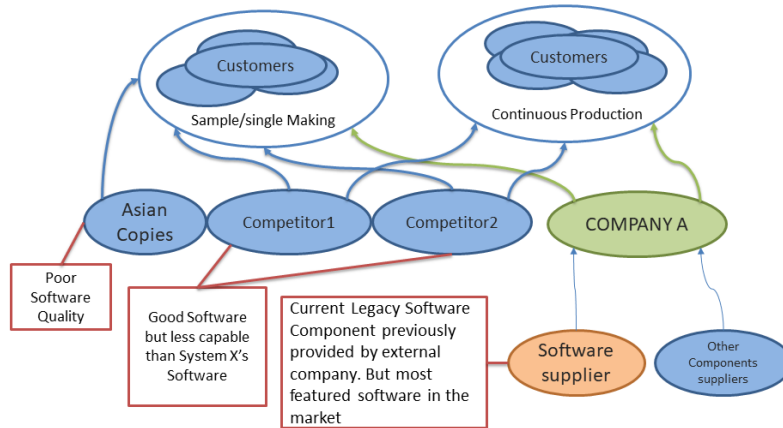 Customers
Customers
Sample/single Making
Continuous Production
Asian
Copies
Competitor1
Competitor2
COMPANY A
Poor
Software
Quality
Good Software
but less capable
than System X's
Software
Current Legacy Software
Component previously
provided by external
company. But most
featured software in the
market
Software
supplier
Other
Components
suppliers